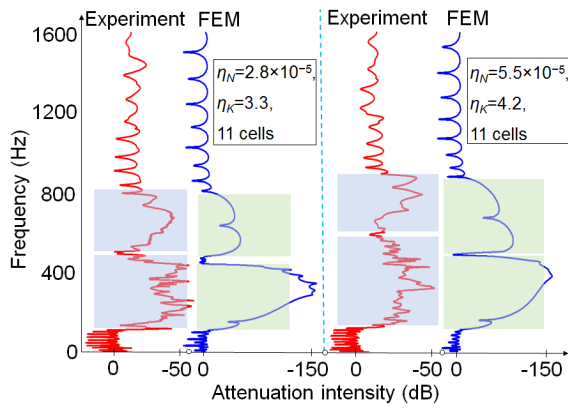 Experiment FEM Experiment FEM
1600
1200
800
400
0
Frequency (Hz)
η_N=2.8×10⁻⁵,
η_K=3.3,
11 cells
η_N=5.5×10⁻⁵,
η_K=4.2,
11 cells
0 -50 0 -150 0 -50 0 -150
Attenuation intensity (dB)